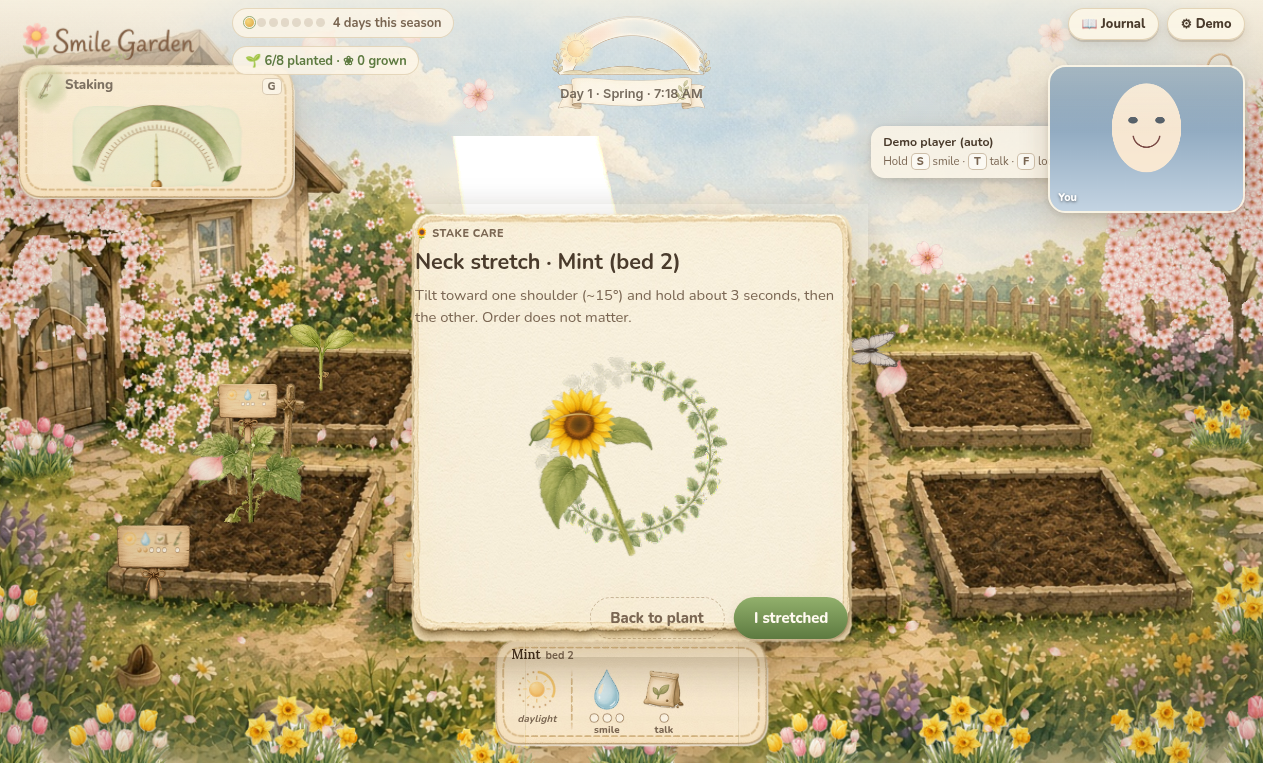 Smile Garden
4 days this season
6/8 planted · 0 grown
Journal
Demo
Staking
G
Day 1 · Spring · 7:18 AM
Demo player (auto)
Hold S smile · T talk · F lo
You
STAKE CARE
Neck stretch · Mint (bed 2)
Tilt toward one shoulder (~15°) and hold about 3 seconds, then
the other. Order does not matter.
Back to plant
I stretched
Mint bed 2
daylight
smile
talk